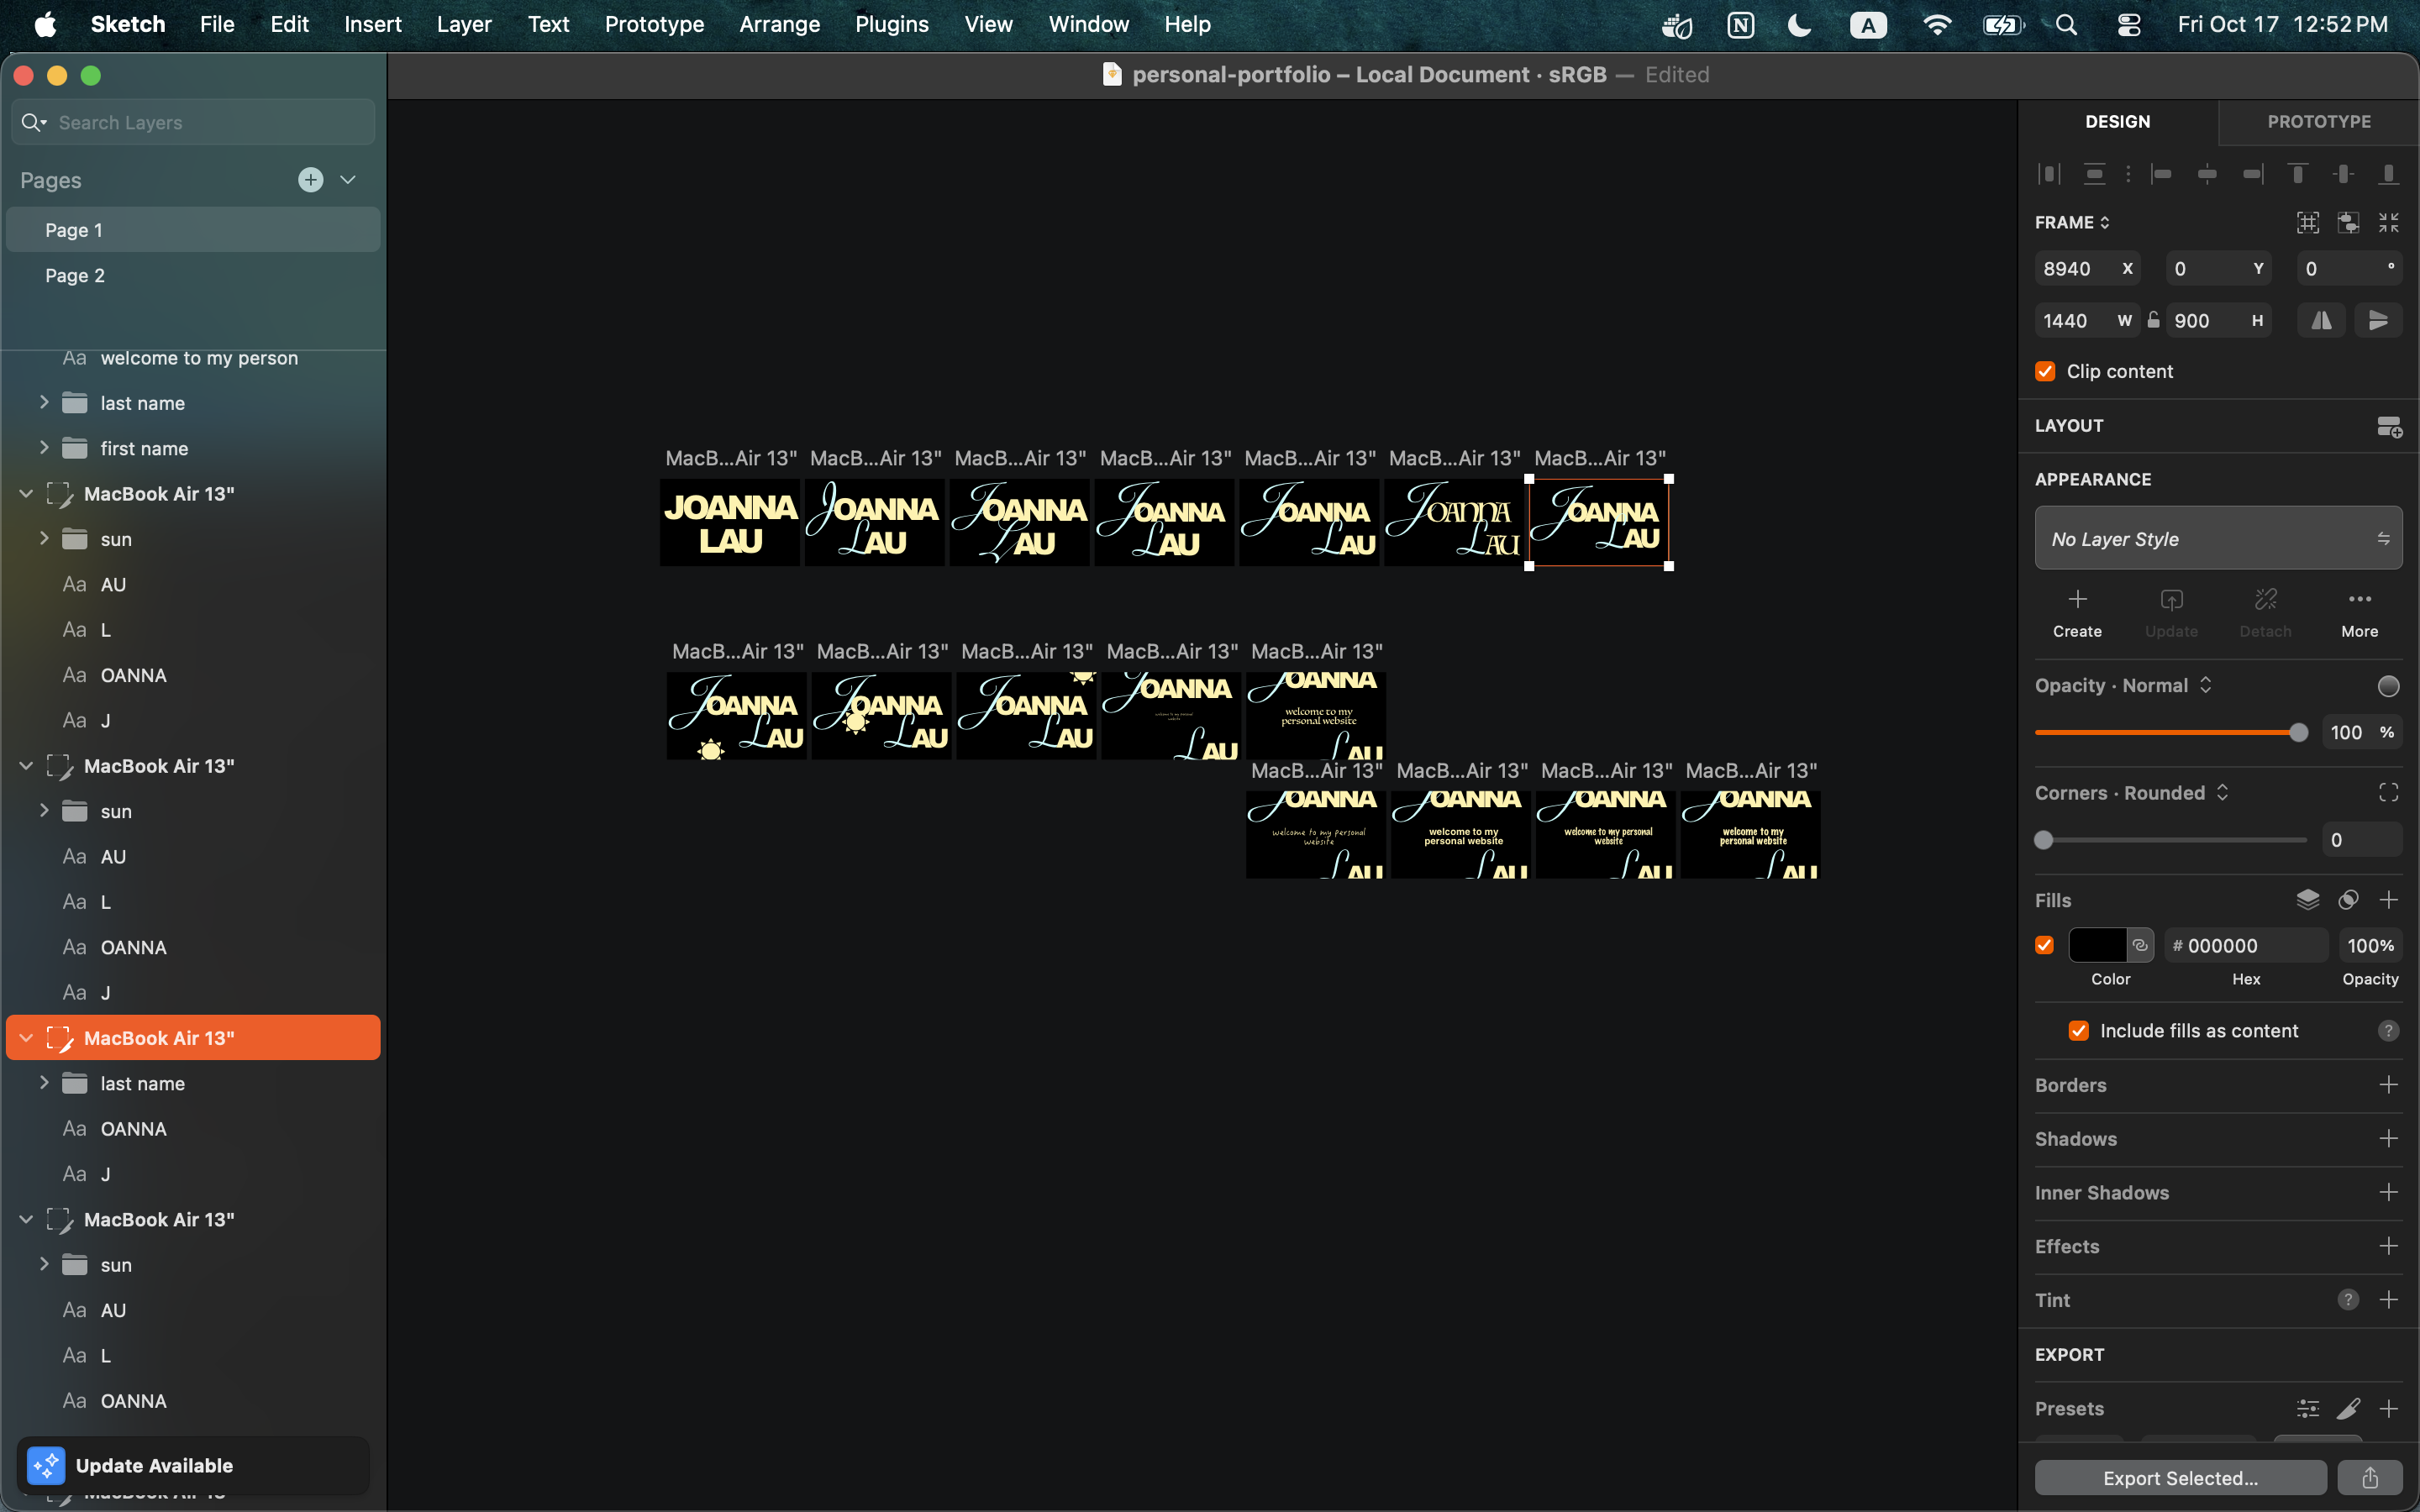 Sketch File Edit Insert Layer Text Prototype Arrange Plugins View Window Help
A
Fri Oct 17 12:52 PM
personal-portfolio – Local Document · sRGB — Edited
Search Layers
Pages
Page 1
Page 2
Aa welcome to my person
last name
first name
MacBook Air 13"
sun
Aa AU
Aa L
Aa OANNA
Aa J
MacBook Air 13"
sun
Aa AU
Aa L
Aa OANNA
Aa J
MacBook Air 13"
last name
Aa OANNA
Aa J
MacBook Air 13"
sun
Aa AU
Aa L
Aa OANNA
Update Available
MacB...Air 13" MacB...Air 13" MacB...Air 13" MacB...Air 13" MacB...Air 13" MacB...Air 13" MacB...Air 13"
JOANNA JOANNA JOANNA JOANNA JOANNA JOANNA JOANNA
LAU LAU LAU LAU LAU LAU LAU
MacB...Air 13" MacB...Air 13" MacB...Air 13" MacB...Air 13" MacB...Air 13"
JOANNA JOANNA JOANNA JOANNA JOANNA
welcome to my personal
website
welcome to my
personal website
LAU LAU LAU LAU LAU
MacB...Air 13" MacB...Air 13" MacB...Air 13" MacB...Air 13"
JOANNA JOANNA JOANNA JOANNA
welcome to my personal
website
welcome to my
personal website
welcome to my personal
website
welcome to my
personal website
LAU LAU LAU LAU
DESIGN PROTOTYPE
FRAME
8940 X 0 Y 0 °
1440 W 900 H
Clip content
LAYOUT
APPEARANCE
No Layer Style
Create Update Detach More
Opacity · Normal
100 %
Corners · Rounded
0
Fills
# 000000 100%
Color Hex Opacity
Include fills as content ?
Borders
Shadows
Inner Shadows
Effects
Tint ?
EXPORT
Presets
Export Selected...